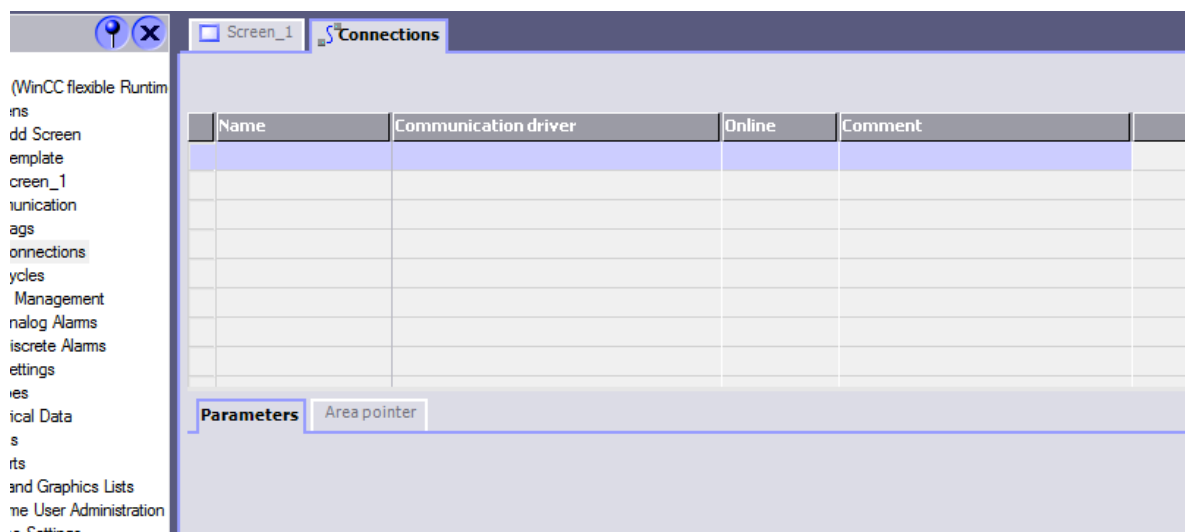 Screen_1 Connections
(WinCC flexible Runtim
ens
dd Screen
emplate
creen_1
unication
ags
onnections
ycles
Management
nalog Alarms
iscrete Alarms
ettings
es
ical Data
s
rts
and Graphics Lists
me User Administration
Name Communication driver Online Comment
Parameters Area pointer